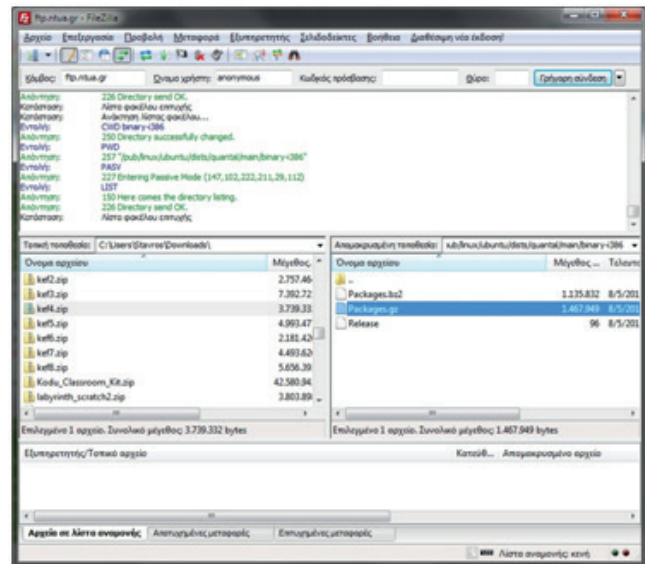 ftp.ntua.gr - FileZilla
Αρχείο Επεξεργασία Προβολή Μεταφορά Εξυπηρετητής Σελιδοδείκτες Βοήθεια Διαθέσιμη νέα έκδοση!
Κόμβος: ftp.ntua.gr Όνομα χρήστη: anonymous Κωδικός πρόσβασης: Θύρα: Γρήγορη σύνδεση
Απάντηση: 226 Directory send OK.
Κατάσταση: Λίστα φακέλου επιτυχής
Κατάσταση: Ανάκτηση λίστας φακέλου...
Εντολή: CWD binary-i386
Απάντηση: 250 Directory successfully changed.
Εντολή: PWD
Απάντηση: 257 "/pub/linux/ubuntu/dists/quantal/main/binary-i386"
Εντολή: PASV
Απάντηση: 227 Entering Passive Mode (147,102,222,211,29,112)
Εντολή: LIST
Απάντηση: 150 Here comes the directory listing.
Απάντηση: 226 Directory send OK.
Κατάσταση: Λίστα φακέλου επιτυχής
Τοπική τοποθεσία: C:\Users\Stavros\Downloads\
Όνομα αρχείου Μέγεθος
kef2.zip 2.757.46
kef3.zip 7.392.72
kef4.zip 3.739.33
kef5.zip 4.993.47
kef6.zip 2.181.42
kef7.zip 4.493.62
kef8.zip 5.656.39
Kodu_Classroom_Kit.zip 42.580.94
labyrinth_scratch2.zip 3.803.89
Επιλεγμένο 1 αρχείο. Συνολικό μέγεθος: 3.739.332 bytes
Απομακρυσμένη τοποθεσία: ub/linux/ubuntu/dists/quantal/main/binary-i386
Όνομα αρχείου Μέγεθος ... Τελευτα
..
Packages.bz2 1.135.832 8/5/201
Packages.gz 1.467.949 8/5/201
Release 96 8/5/201
Επιλεγμένο 1 αρχείο. Συνολικό μέγεθος: 1.467.949 bytes
Εξυπηρετητής/Τοπικό αρχείο Κατεύθ... Απομακρυσμένο αρχείο
Αρχεία σε λίστα αναμονής Αποτυχημένες μεταφορές Επιτυχημένες μεταφορές
Λίστα αναμονής: κενή